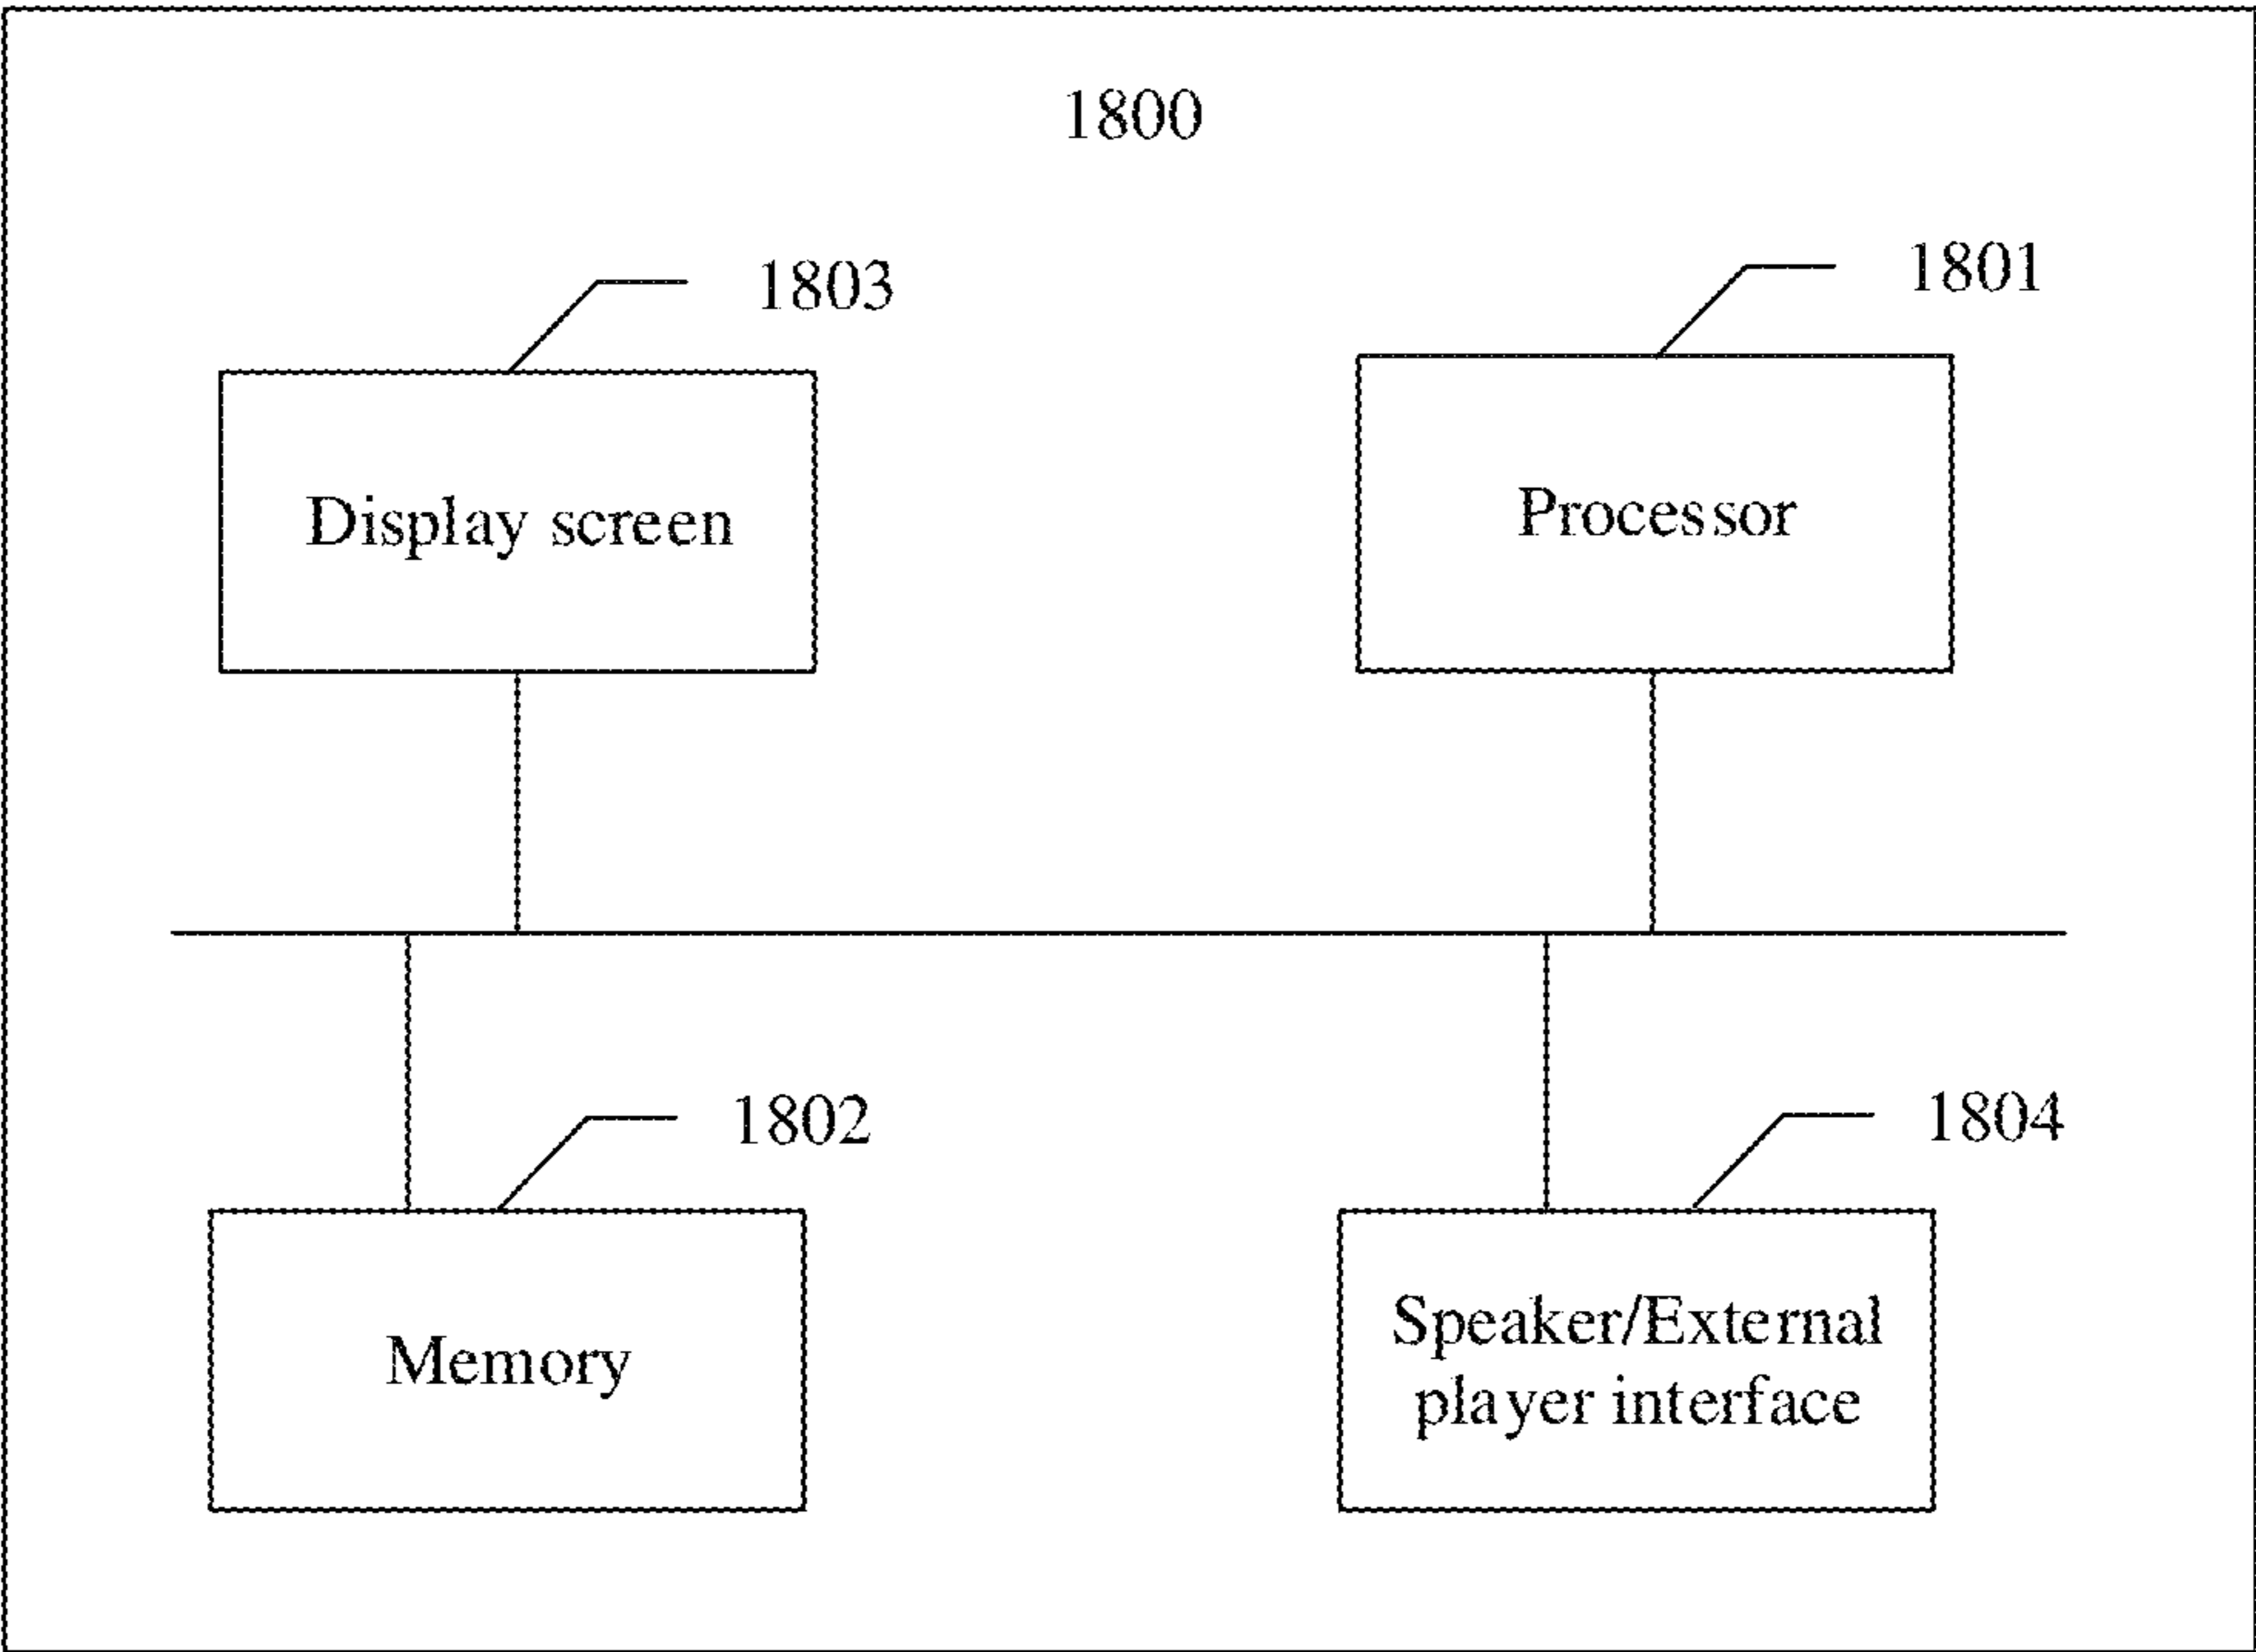 1800
1803
1801
Display screen
Processor
1802
1804
Memory
Speaker/External
player interface